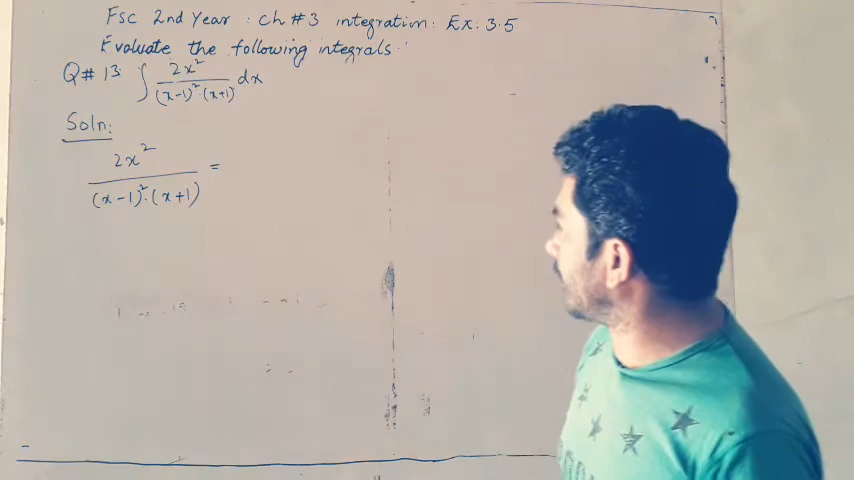 Fsc 2nd Year : Ch # 3 integration: Ex: 3.5
Evaluate the following integrals.
Q# 13 ∫ 2x² / (x-1)²·(x+1) dx
Soln:
2x² / (x-1)²·(x+1) =